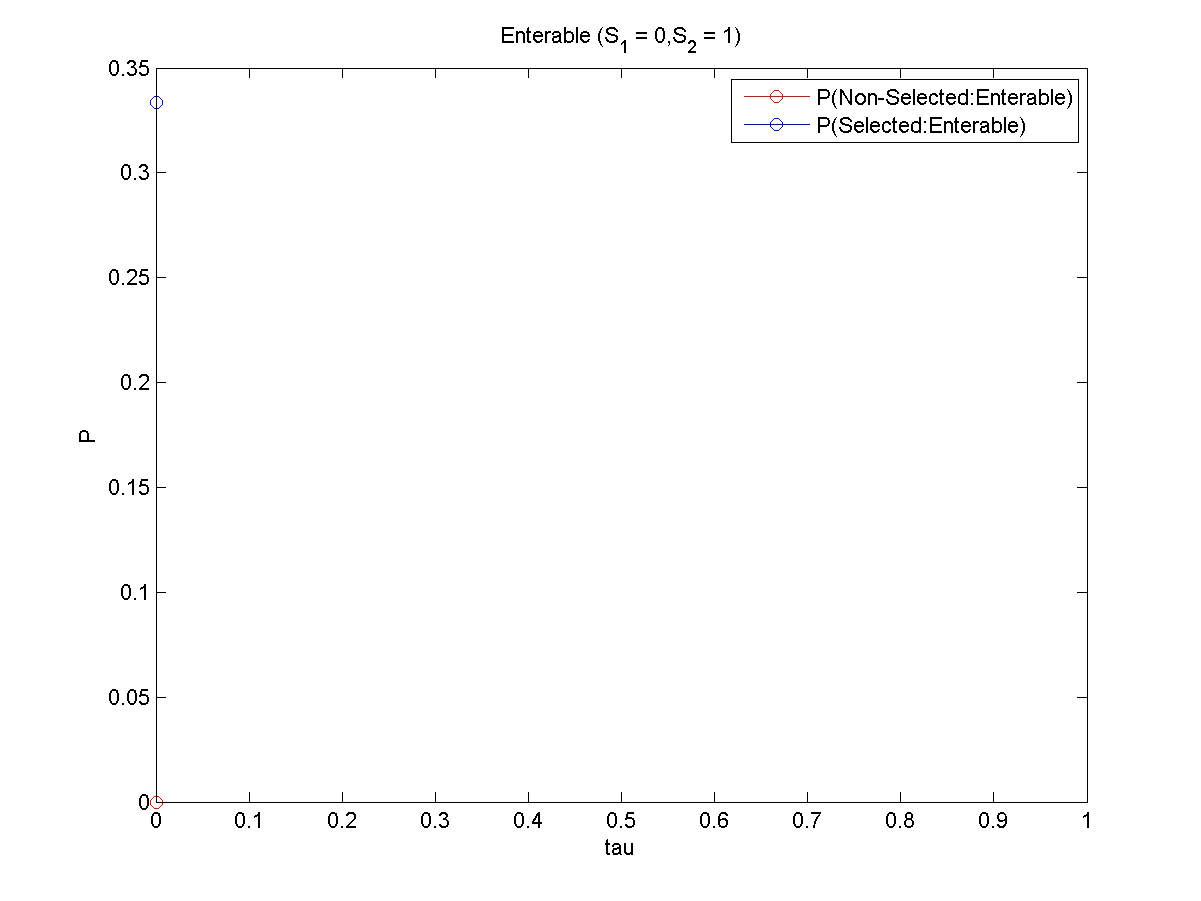 Enterable (S1 = 0,S2 = 1)
0.35
P(Non-Selected:Enterable)
P(Selected:Enterable)
0.3
0.25
0.2
P
0.15
0.1
0.05
0
0 0.1 0.2 0.3 0.4 0.5 0.6 0.7 0.8 0.9 1
tau